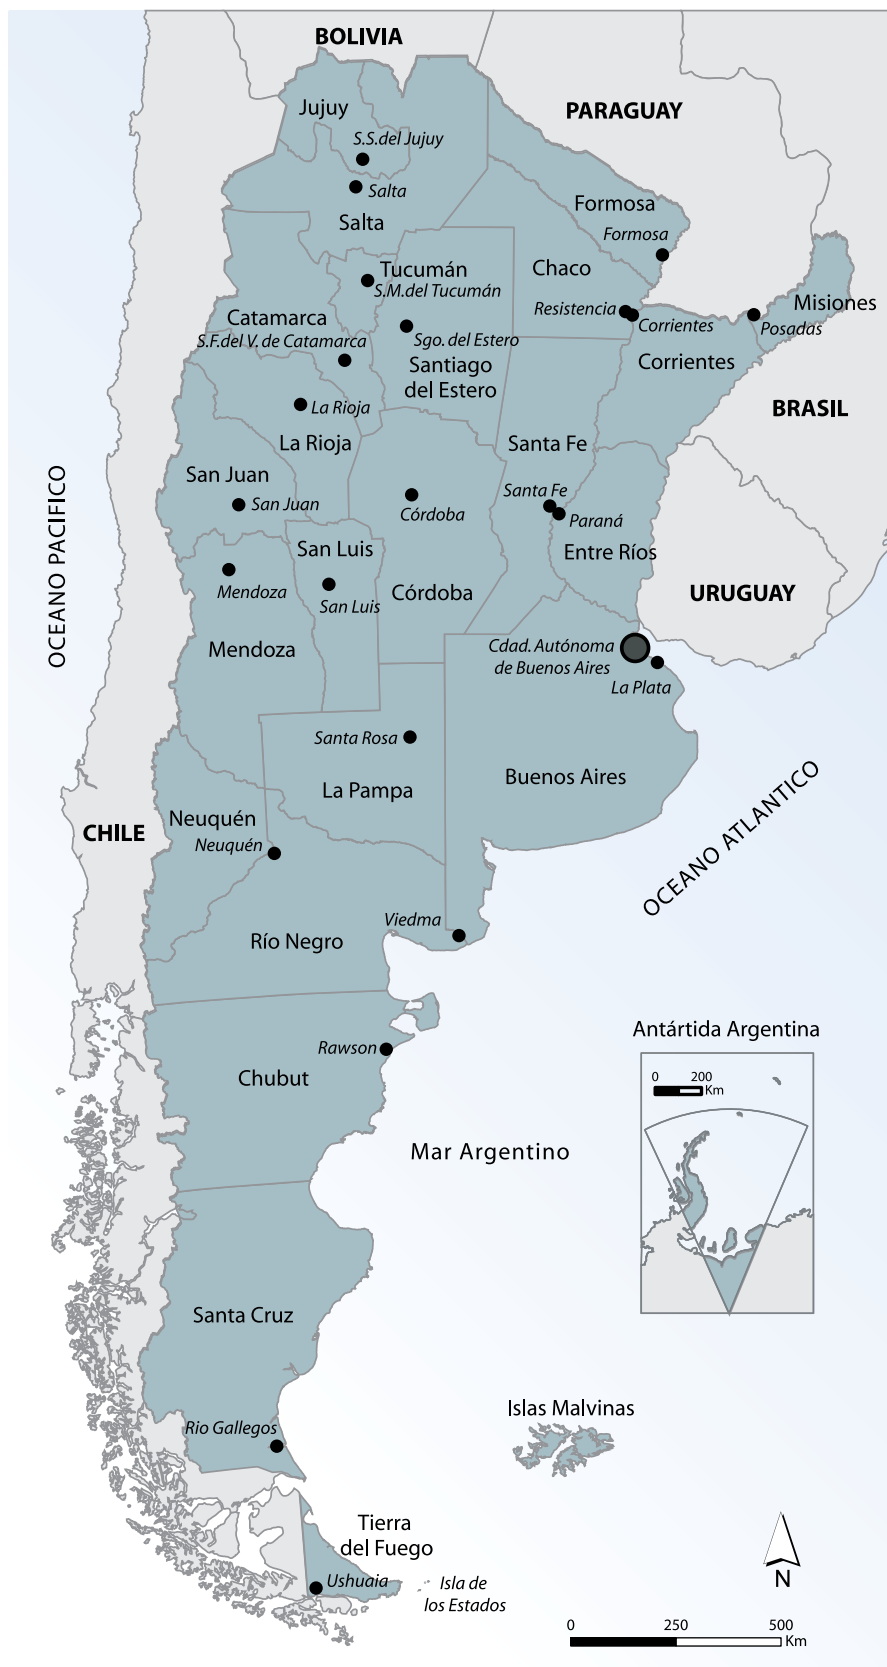 BOLIVIA
Jujuy
S.S.del Jujuy
PARAGUAY
Salta
Salta
Formosa
Formosa
Tucumán
S.M.del Tucumán
Chaco
Misiones
Resistencia
Corrientes
Posadas
Catamarca
S.F.del V. de Catamarca
Sgo. del Estero
Santiago
del Estero
Corrientes
BRASIL
La Rioja
La Rioja
Santa Fe
San Juan
San Juan
Santa Fe
Paraná
Córdoba
OCEANO PACIFICO
San Luis
Entre Ríos
Mendoza
San Luis
Córdoba
URUGUAY
Mendoza
Cdad. Autónoma
de Buenos Aires
La Plata
Santa Rosa
Buenos Aires
La Pampa
OCEANO ATLANTICO
CHILE
Neuquén
Neuquén
Viedma
Río Negro
Antártida Argentina
Rawson
Chubut
0 200
Km
Mar Argentino
Santa Cruz
Islas Malvinas
Rio Gallegos
Tierra
del Fuego
Ushuaia
Isla de
los Estados
N
0 250 500
Km